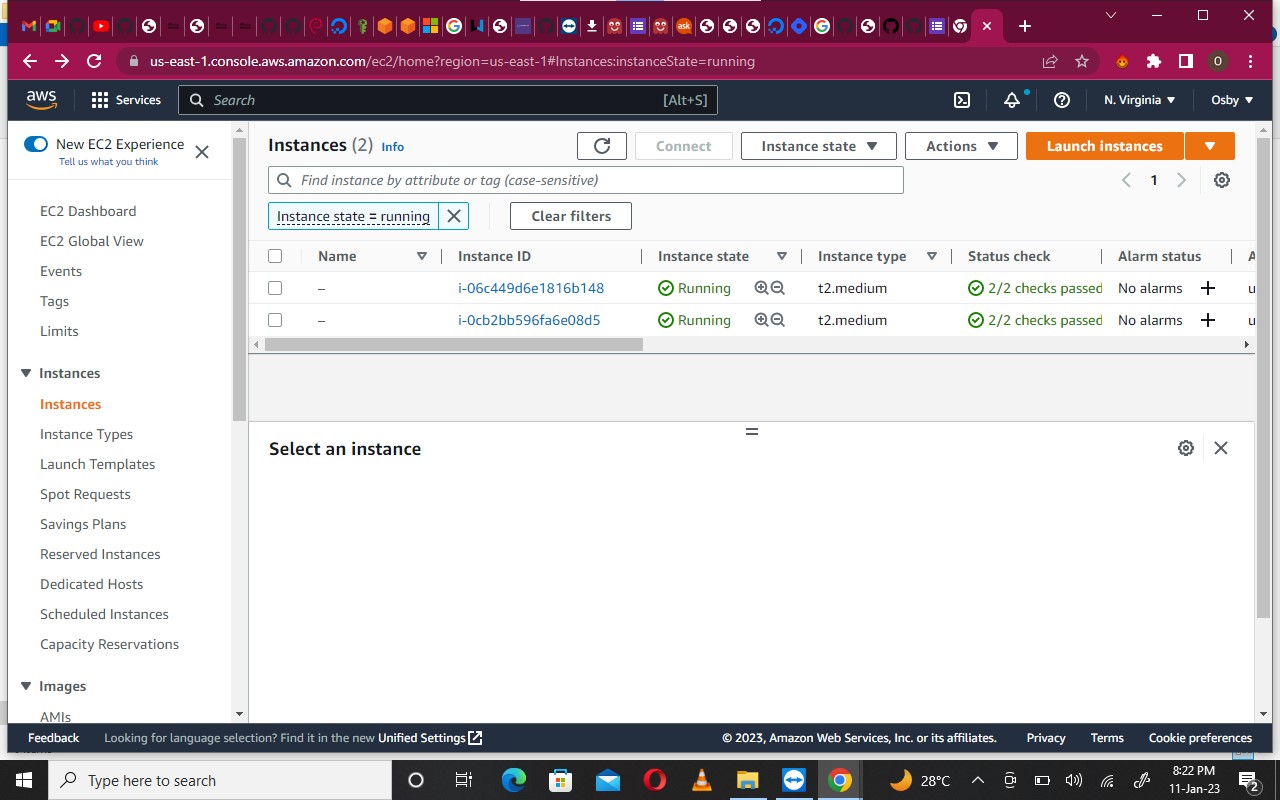 us-east-1.console.aws.amazon.com/ec2/home?region=us-east-1#Instances:instanceState=running
O
aws
Services
Search
[Alt+S]
N. Virginia
Osby
New EC2 Experience
Tell us what you think
EC2 Dashboard
EC2 Global View
Events
Tags
Limits
Instances
Instances
Instance Types
Launch Templates
Spot Requests
Savings Plans
Reserved Instances
Dedicated Hosts
Scheduled Instances
Capacity Reservations
Images
AMIs
Instances (2) Info
Connect
Instance state
Actions
Launch instances
Find instance by attribute or tag (case-sensitive)
1
Instance state = running
Clear filters
Name Instance ID Instance state Instance type Status check Alarm status A
– i-06c449d6e1816b148 Running t2.medium 2/2 checks passed No alarms u
– i-0cb2bb596fa6e08d5 Running t2.medium 2/2 checks passed No alarms u
Select an instance
Feedback
Looking for language selection? Find it in the new Unified Settings
© 2023, Amazon Web Services, Inc. or its affiliates.
Privacy
Terms
Cookie preferences
Type here to search
28°C
8:22 PM
11-Jan-23
2